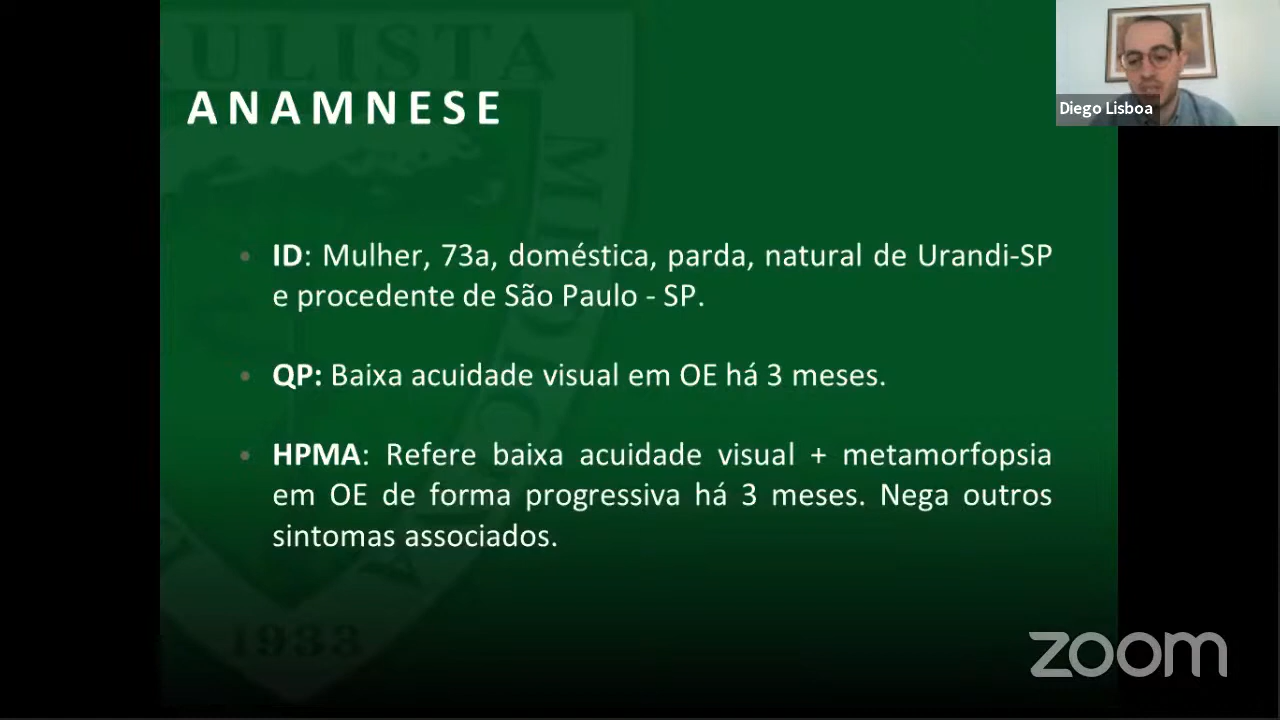 AULISTA
ANAMNESE
Diego Lisboa
• ID: Mulher, 73a, doméstica, parda, natural de Urandi-SP
e procedente de São Paulo - SP.
• QP: Baixa acuidade visual em OE há 3 meses.
• HPMA: Refere baixa acuidade visual + metamorfopsia
em OE de forma progressiva há 3 meses. Nega outros
sintomas associados.
1933
zoom